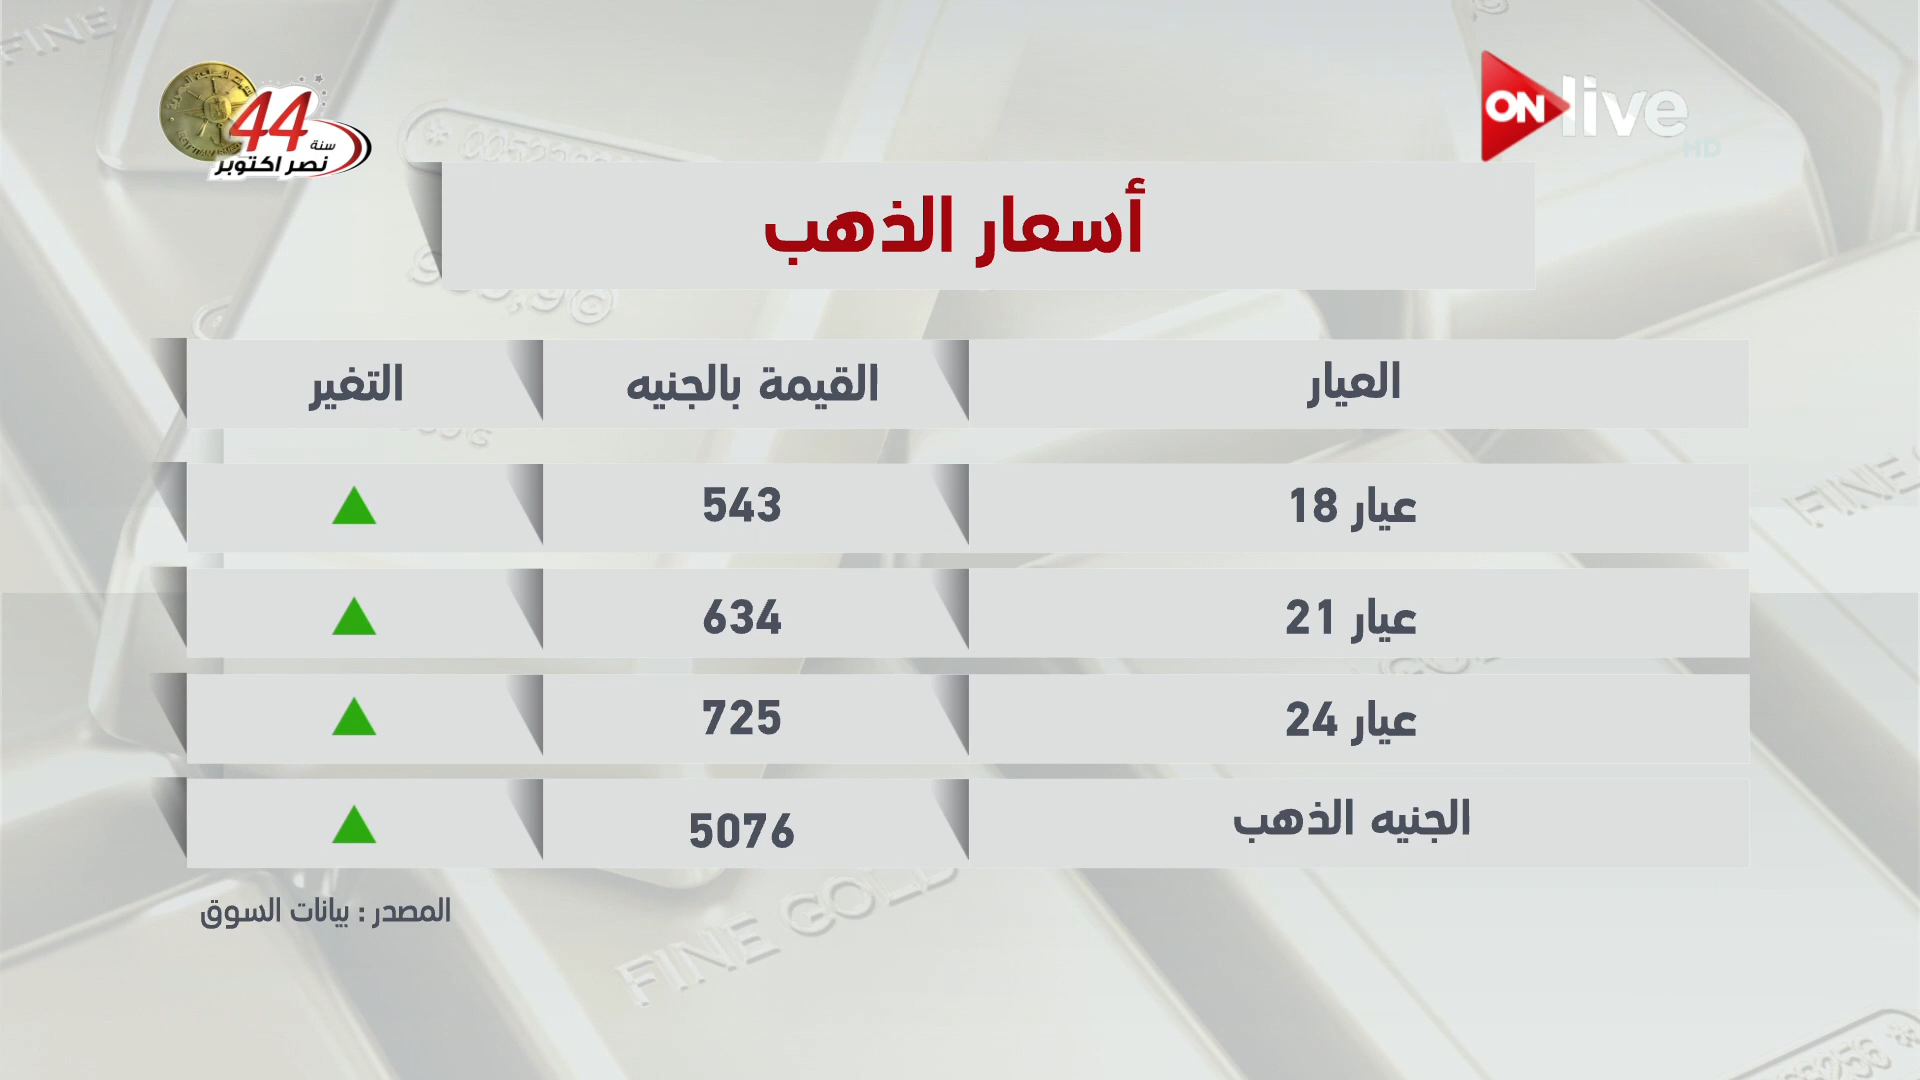 FINE
44
سنة
نصر اكتوبر
ON live
HD
أسعار الذهب
العيار القيمة بالجنيه التغير
عيار 18 543
عيار 21 634
عيار 24 725
الجنيه الذهب 5076
المصدر : بيانات السوق
FINE GOLD